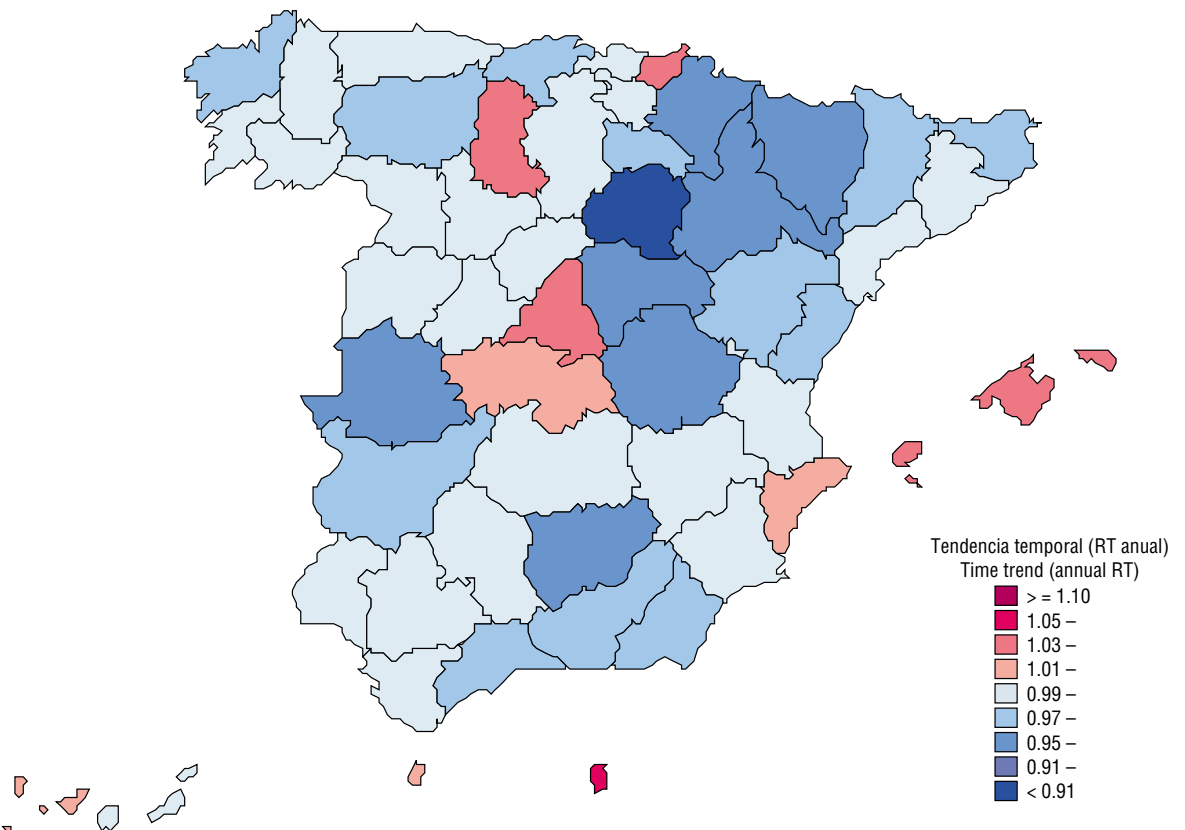 Tendencia temporal (RT anual)
Time trend (annual RT)
> = 1.10
1.05 –
1.03 –
1.01 –
0.99 –
0.97 –
0.95 –
0.91 –
< 0.91